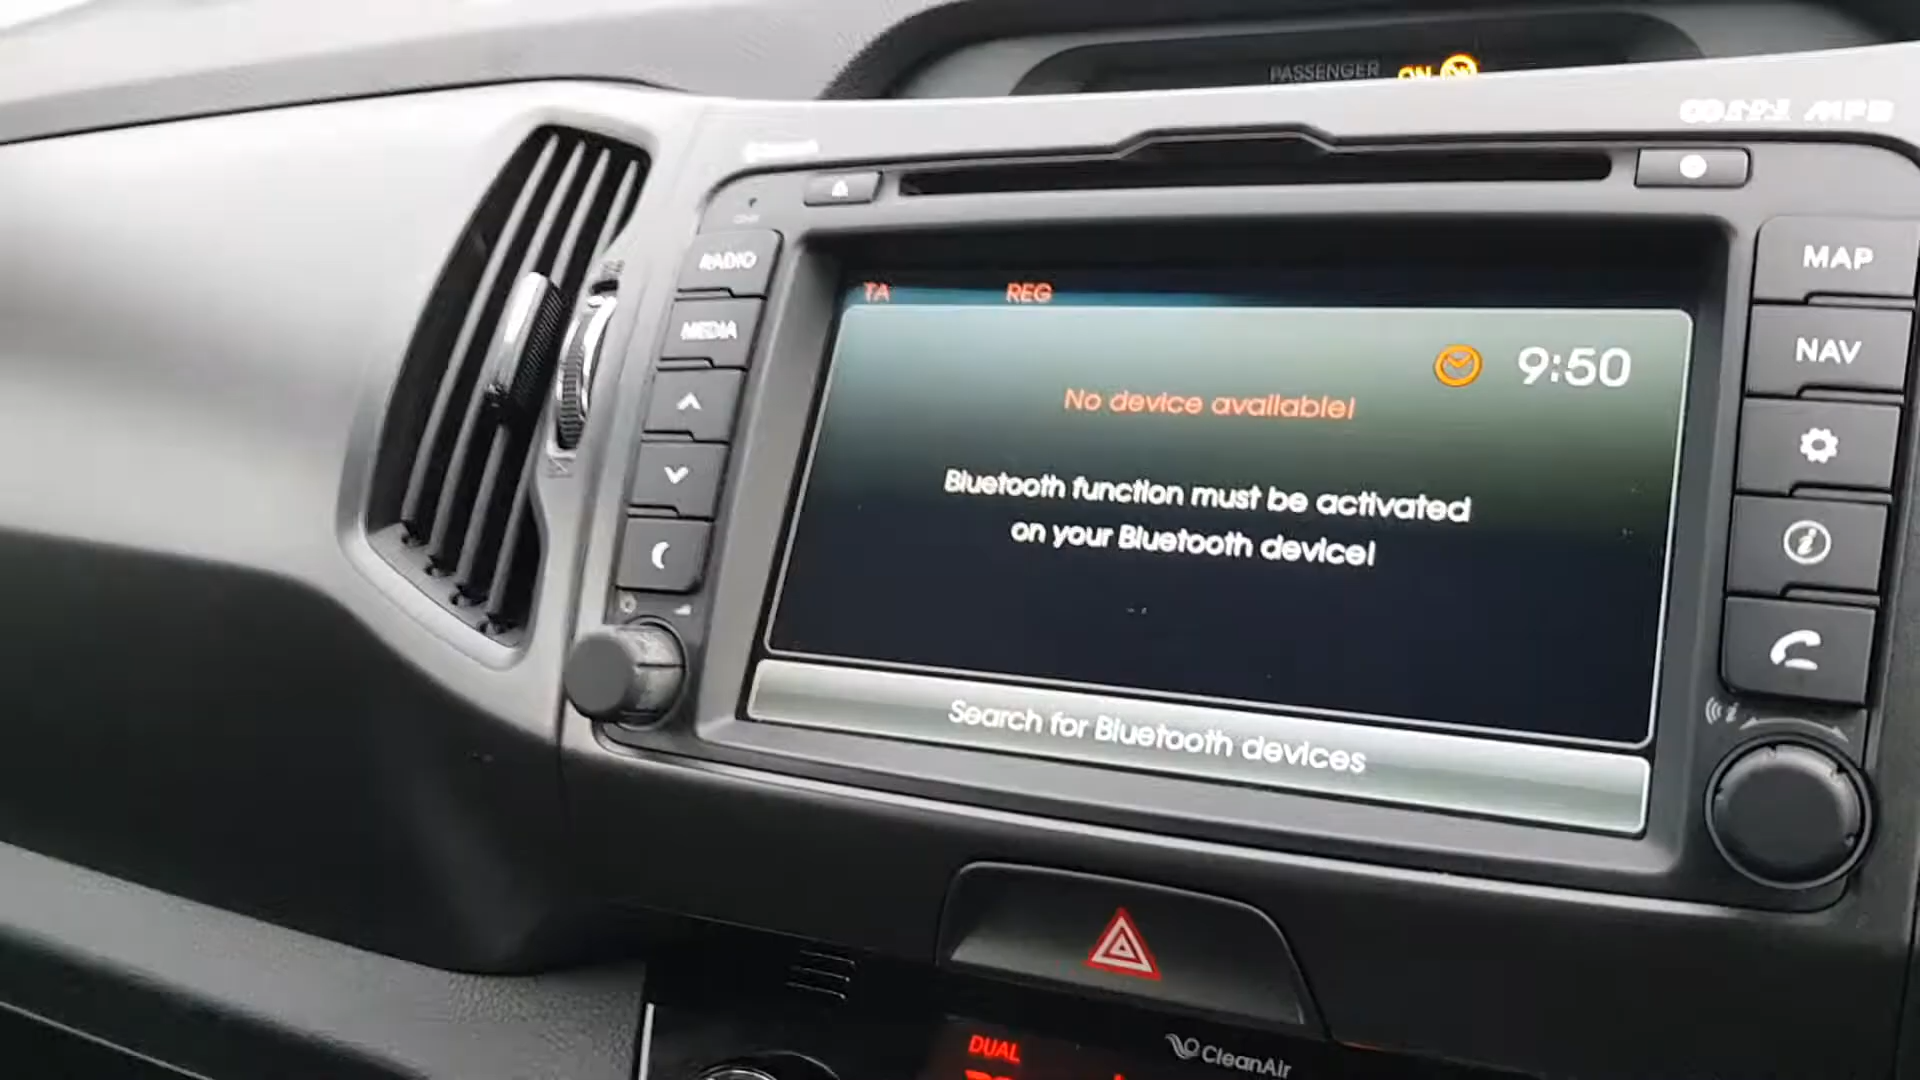 PASSENGER ON
RADIO
MEDIA
MAP
NAV
TA REG
9:50
No device available!
Bluetooth function must be activated
on your Bluetooth device!
Search for Bluetooth devices
DUAL
CleanAir